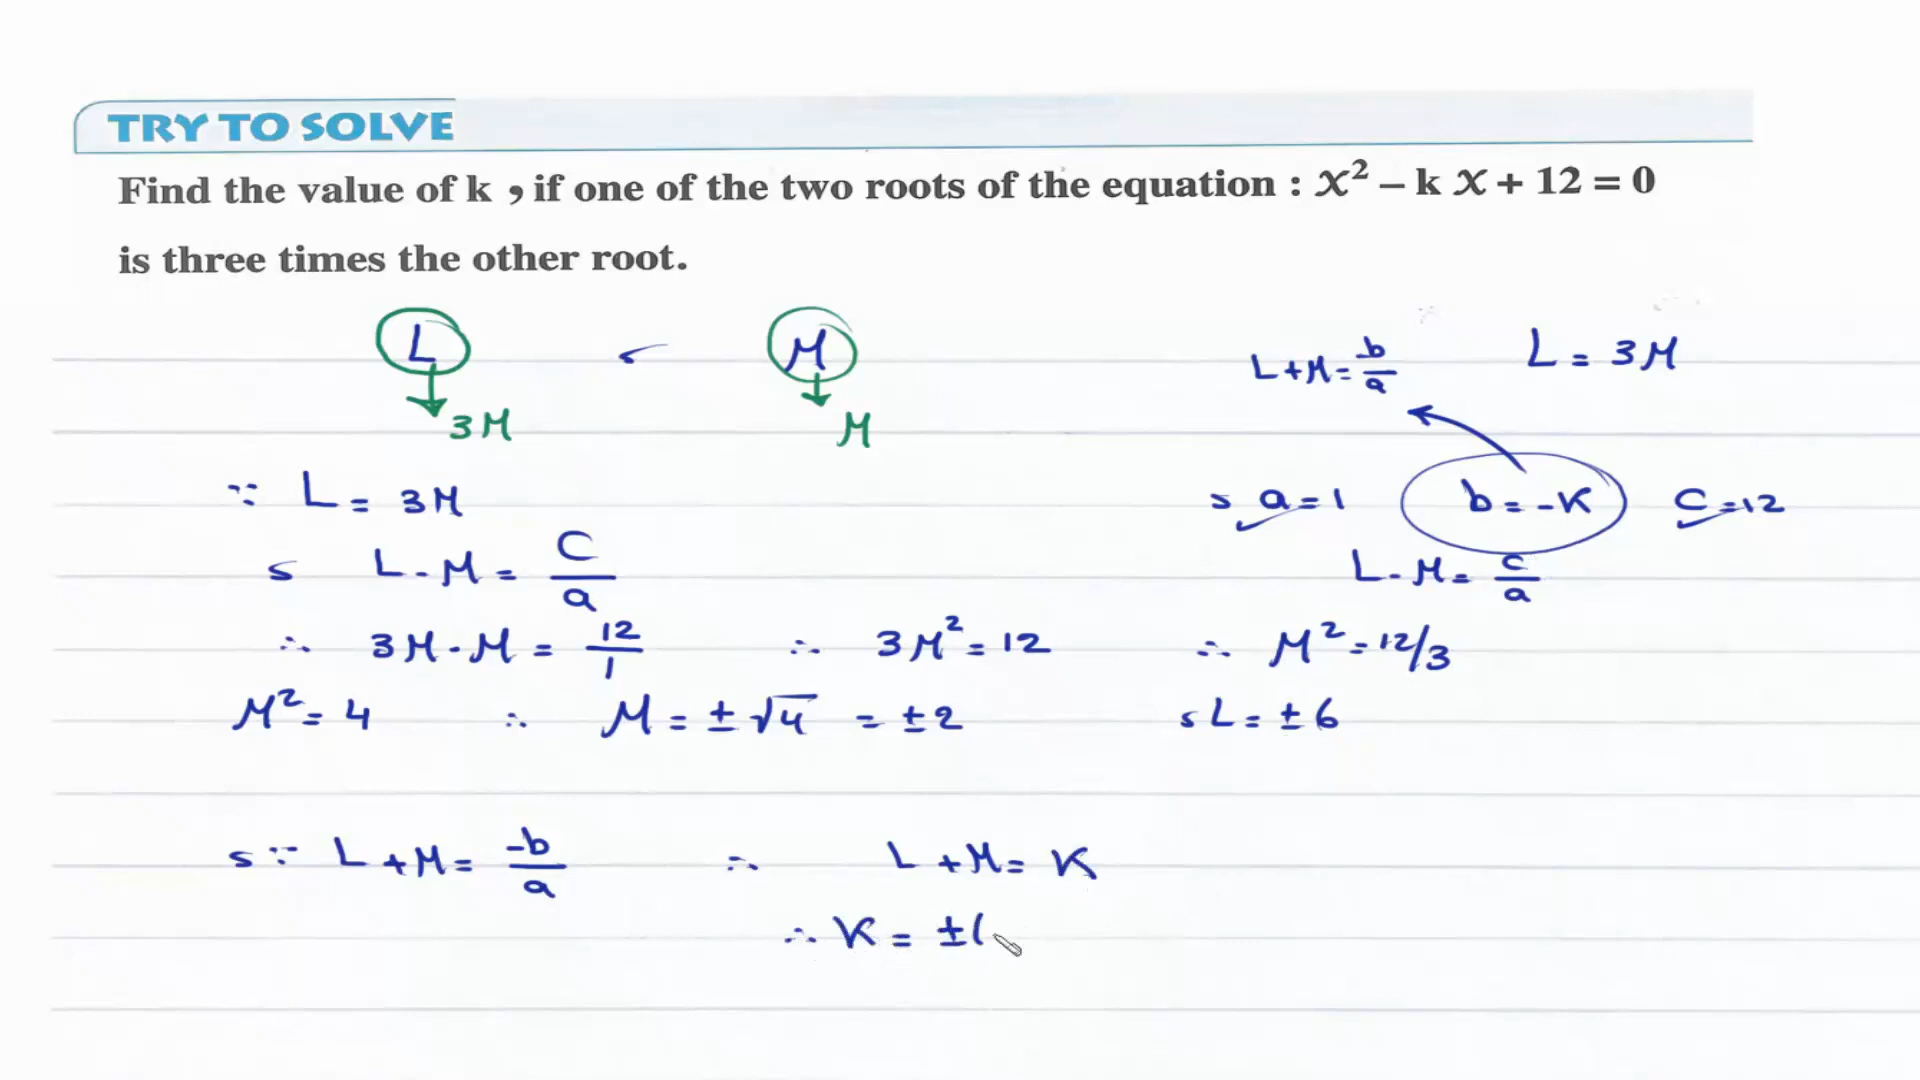 TRY TO SOLVE
Find the value of k , if one of the two roots of the equation : x² – k x + 12 = 0
is three times the other root.
L , M
L + M = b/a
L = 3M
3M
M
∵ L = 3M
, a = 1 b = -K C = 12
, L . M = C/a
L . M = C/a
∴ 3M . M = 12/1 ∴ 3M² = 12 ∴ M² = 12/3
M² = 4 ∴ M = ±√4 = ±2 , L = ±6
, ∵ L + M = -b/a ∴ L + M = K
∴ K = ±(